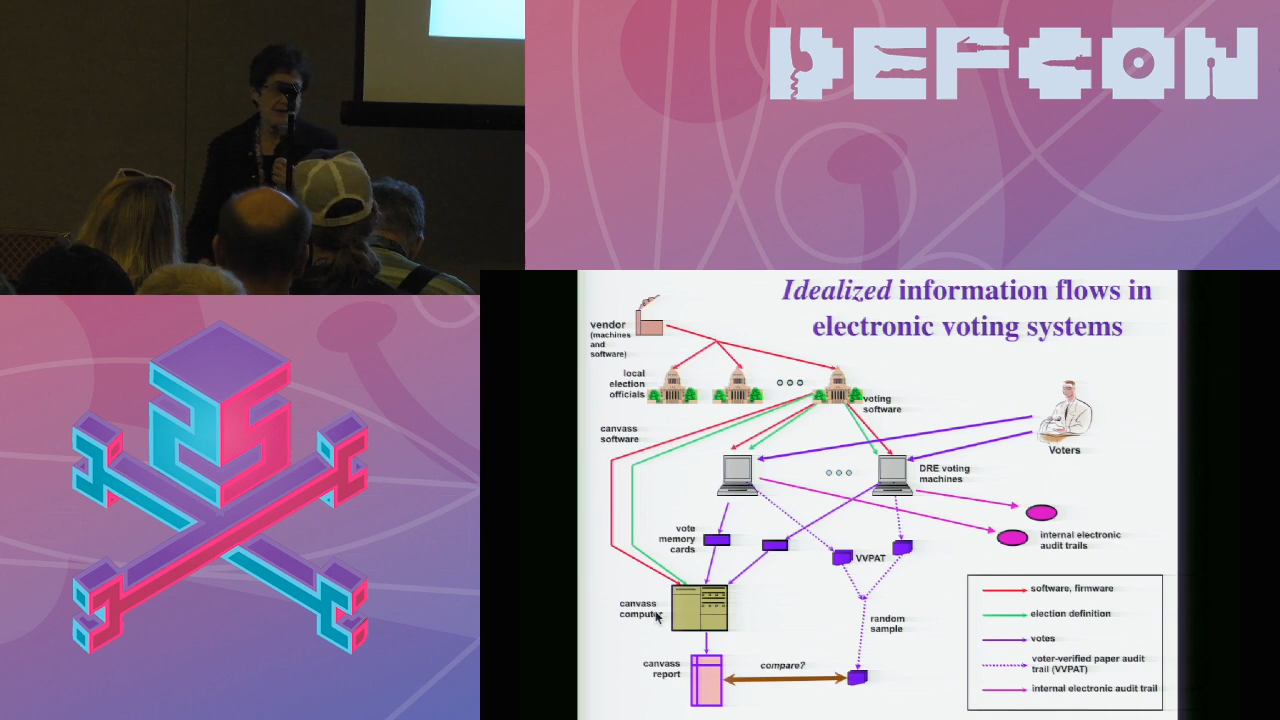 DEFCON
Idealized information flows in
electronic voting systems
vendor
(machines
and
software)
local
election
officials
voting
software
canvass
software
Voters
DRE voting
machines
vote
memory
cards
VVPAT
internal electronic
audit trails
canvass
computer
random
sample
canvass
report
compare?
software, firmware
election definition
votes
voter-verified paper audit
trail (VVPAT)
internal electronic audit trail